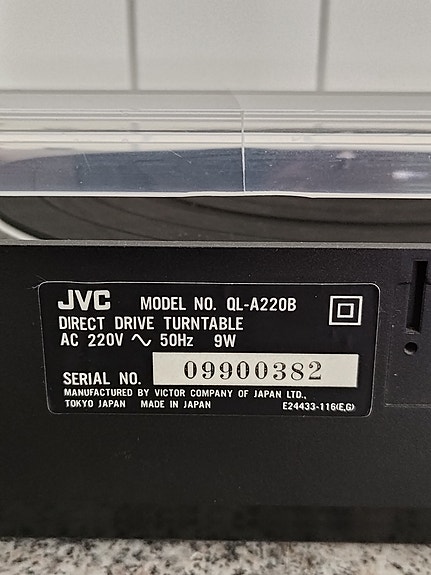 JVC MODEL NO. QL-A220B
DIRECT DRIVE TURNTABLE
AC 220V ~ 50Hz 9W
SERIAL NO. 09900382
MANUFACTURED BY VICTOR COMPANY OF JAPAN LTD.,
TOKYO JAPAN MADE IN JAPAN E24433-116(E,G)